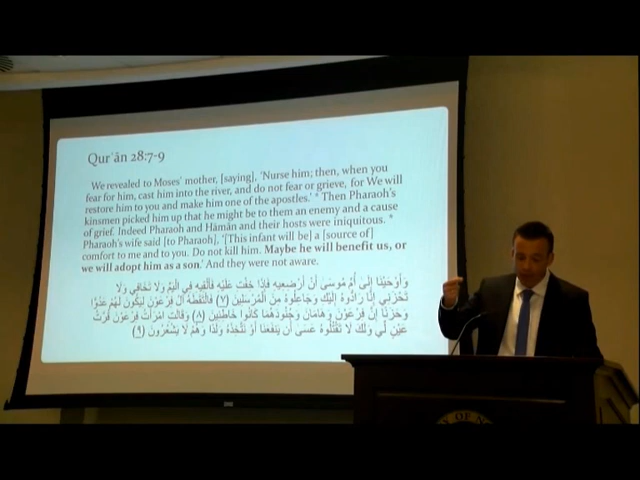 Qurʾān 28:7-9
We revealed to Moses' mother, [saying], 'Nurse him; then, when you
fear for him, cast him into the river, and do not fear or grieve, for We will
restore him to you and make him one of the apostles.' * Then Pharaoh's
kinsmen picked him up that he might be to them an enemy and a cause
of grief. Indeed Pharaoh and Hāmān and their hosts were iniquitous. *
Pharaoh's wife said [to Pharaoh], '[This infant will be] a [source of]
comfort to me and to you. Do not kill him. Maybe he will benefit us, or
we will adopt him as a son.' And they were not aware.
وَأَوْحَيْنَا إِلَىٰ أُمِّ مُوسَىٰ أَنْ أَرْضِعِيهِ فَإِذَا خِفْتِ عَلَيْهِ فَأَلْقِيهِ فِي الْيَمِّ وَلَا تَخَافِي وَلَا
تَحْزَنِي إِنَّا رَادُّوهُ إِلَيْكِ وَجَاعِلُوهُ مِنَ الْمُرْسَلِينَ (٧) فَالْتَقَطَهُ آلُ فِرْعَوْنَ لِيَكُونَ لَهُمْ عَدُوًّا
وَحَزَنًا إِنَّ فِرْعَوْنَ وَهَامَانَ وَجُنُودَهُمَا كَانُوا خَاطِئِينَ (٨) وَقَالَتِ امْرَأَتُ فِرْعَوْنَ قُرَّتُ
عَيْنٍ لِي وَلَكَ لَا تَقْتُلُوهُ عَسَىٰ أَنْ يَنْفَعَنَا أَوْ نَتَّخِذَهُ وَلَدًا وَهُمْ لَا يَشْعُرُونَ (٩)